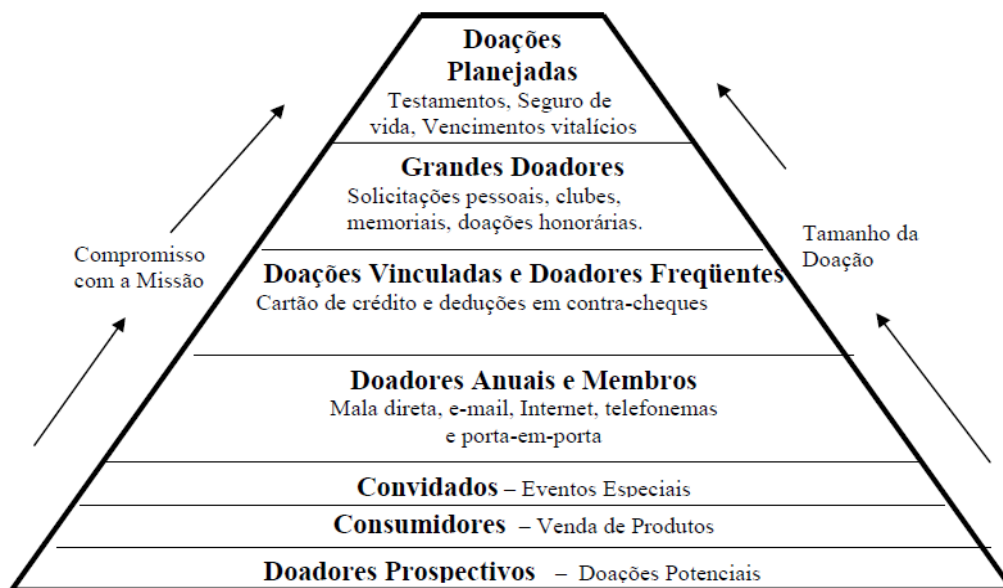 Doações
Planejadas
Testamentos, Seguro de
vida, Vencimentos vitalícios
Grandes Doadores
Solicitações pessoais, clubes,
memoriais, doações honorárias.
Compromisso
com a Missão
Tamanho da
Doação
Doações Vinculadas e Doadores Freqüentes
Cartão de crédito e deduções em contra-cheques
Doadores Anuais e Membros
Mala direta, e-mail, Internet, telefonemas
e porta-em-porta
Convidados – Eventos Especiais
Consumidores – Venda de Produtos
Doadores Prospectivos – Doações Potenciais